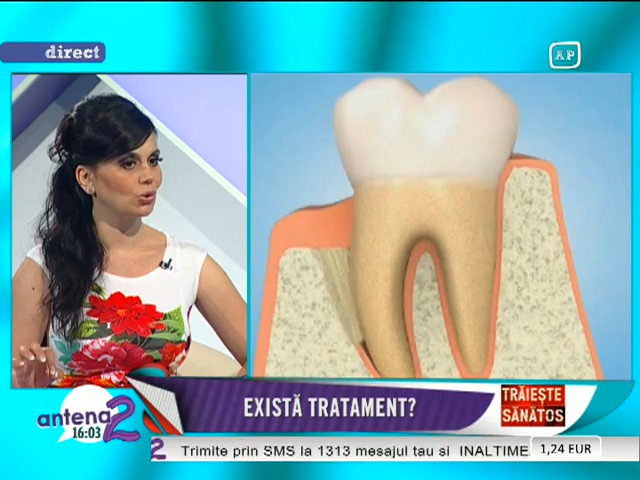 direct
AP
EXISTĂ TRATAMENT?
TRĂIEȘTE
SĂNĂTOS
antena 2
16:03
2 Trimite prin SMS la 1313 mesajul tau si INALTIME
1,24 EUR